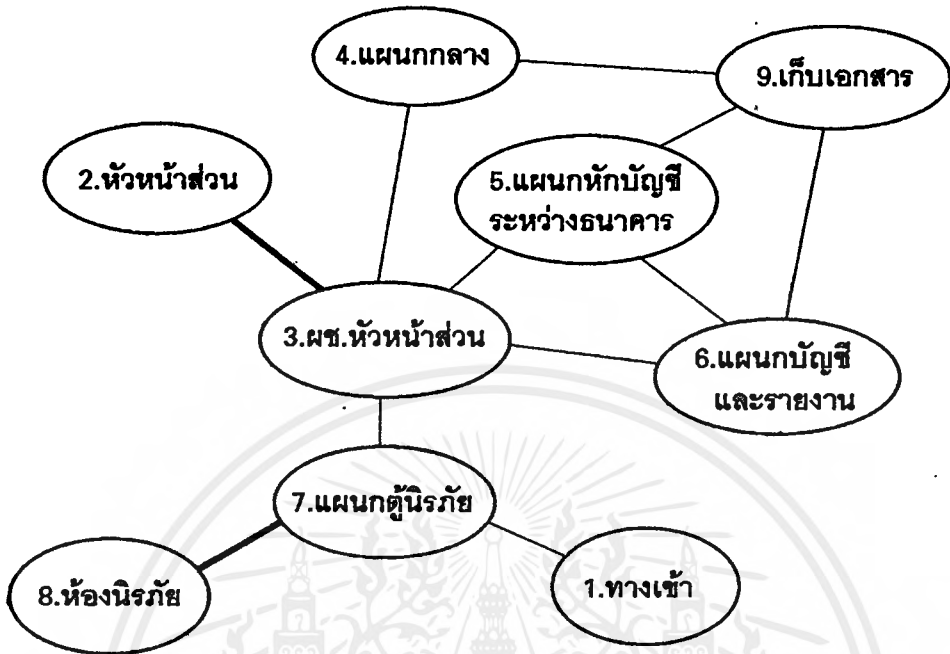 4.แผนกกลาง
9.เก็บเอกสาร
2.หัวหน้าส่วน
5.แผนกหักบัญชี
ระหว่างธนาคาร
3.ผช.หัวหน้าส่วน
6.แผนกบัญชี
และรายงาน
7.แผนกตู้นิรภัย
8.ห้องนิรภัย
1.ทางเข้า